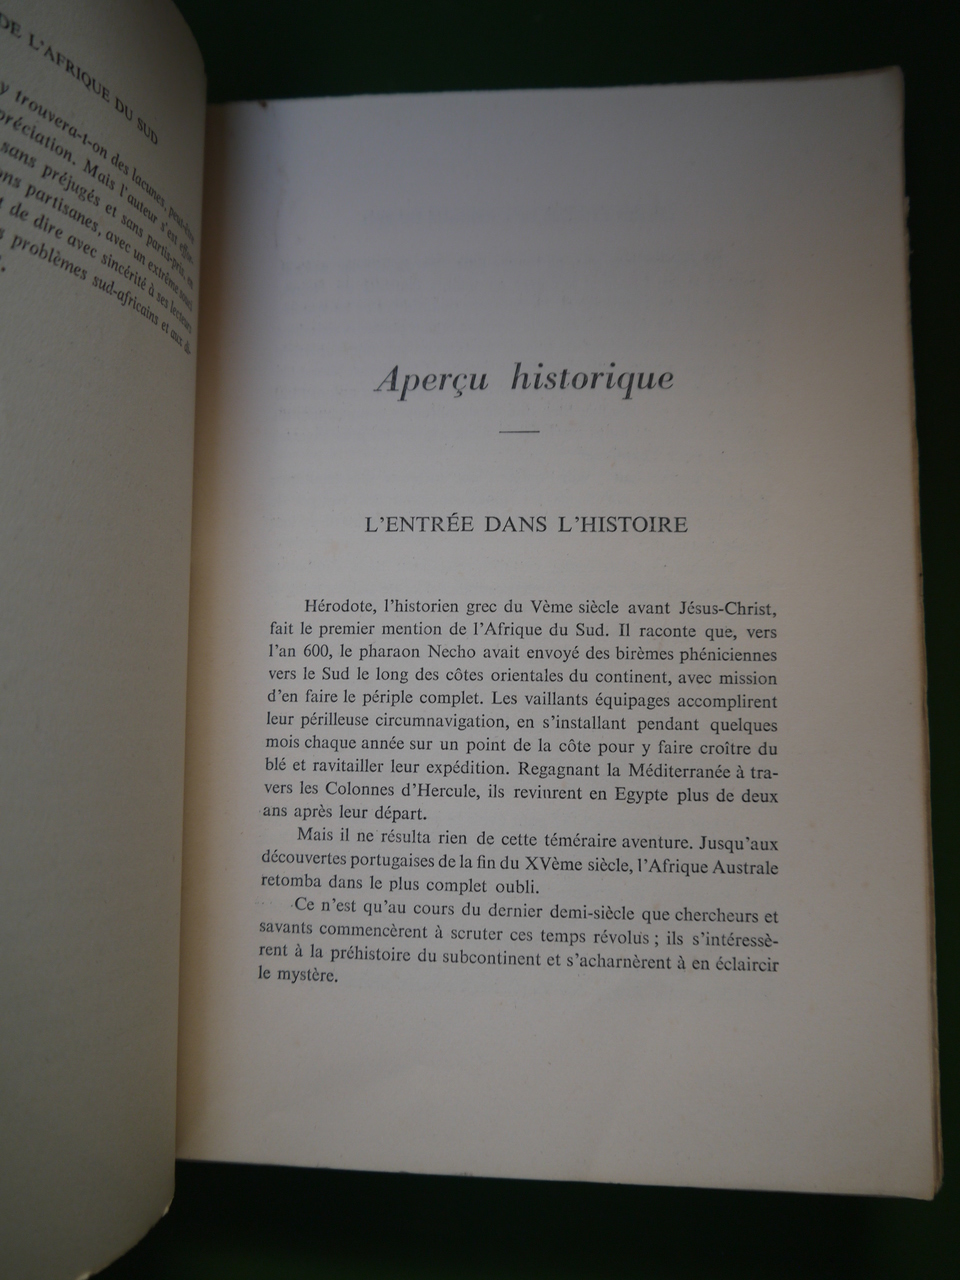 DE L'AFRIQUE DU SUD
y trouvera-t-on des lacunes, peut-être
préciation. Mais l'auteur s'est effor-
sans préjugés et sans partis-pris, en
partisanes, avec un extrême souci
de dire avec sincérité à ses lecteurs
problèmes sud-africains et aux
Aperçu historique
L'ENTRÉE DANS L'HISTOIRE
Hérodote, l'historien grec du Vème siècle avant Jésus-Christ,
fait le premier mention de l'Afrique du Sud. Il raconte que, vers
l'an 600, le pharaon Necho avait envoyé des birèmes phéniciennes
vers le Sud le long des côtes orientales du continent, avec mission
d'en faire le périple complet. Les vaillants équipages accomplirent
leur périlleuse circumnavigation, en s'installant pendant quelques
mois chaque année sur un point de la côte pour y faire croître du
blé et ravitailler leur expédition. Regagnant la Méditerranée à tra-
vers les Colonnes d'Hercule, ils revinrent en Egypte plus de deux
ans après leur départ.
Mais il ne résulta rien de cette téméraire aventure. Jusqu'aux
découvertes portugaises de la fin du XVème siècle, l'Afrique Australe
retomba dans le plus complet oubli.
Ce n'est qu'au cours du dernier demi-siècle que chercheurs et
savants commencèrent à scruter ces temps révolus ; ils s'intéressè-
rent à la préhistoire du subcontinent et s'acharnèrent à en éclaircir
le mystère.